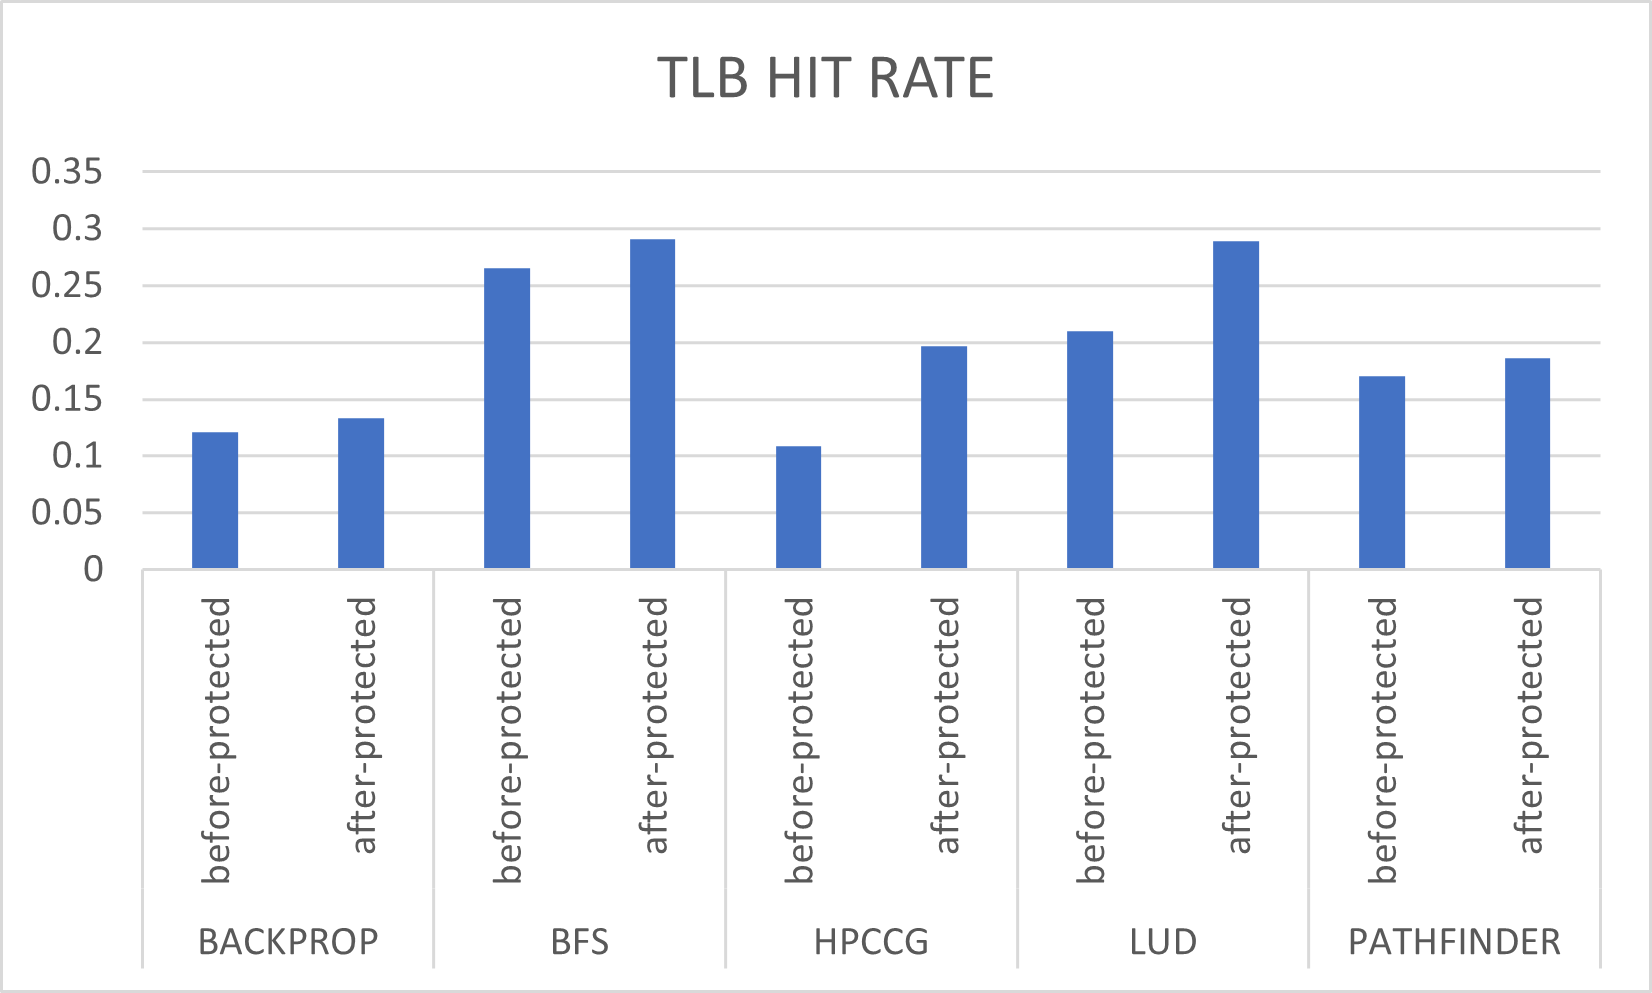 TLB HIT RATE
0.35
0.3
0.25
0.2
0.15
0.1
0.05
0
before-protected
after-protected
before-protected
after-protected
before-protected
after-protected
before-protected
after-protected
before-protected
after-protected
BACKPROP
BFS
HPCCG
LUD
PATHFINDER